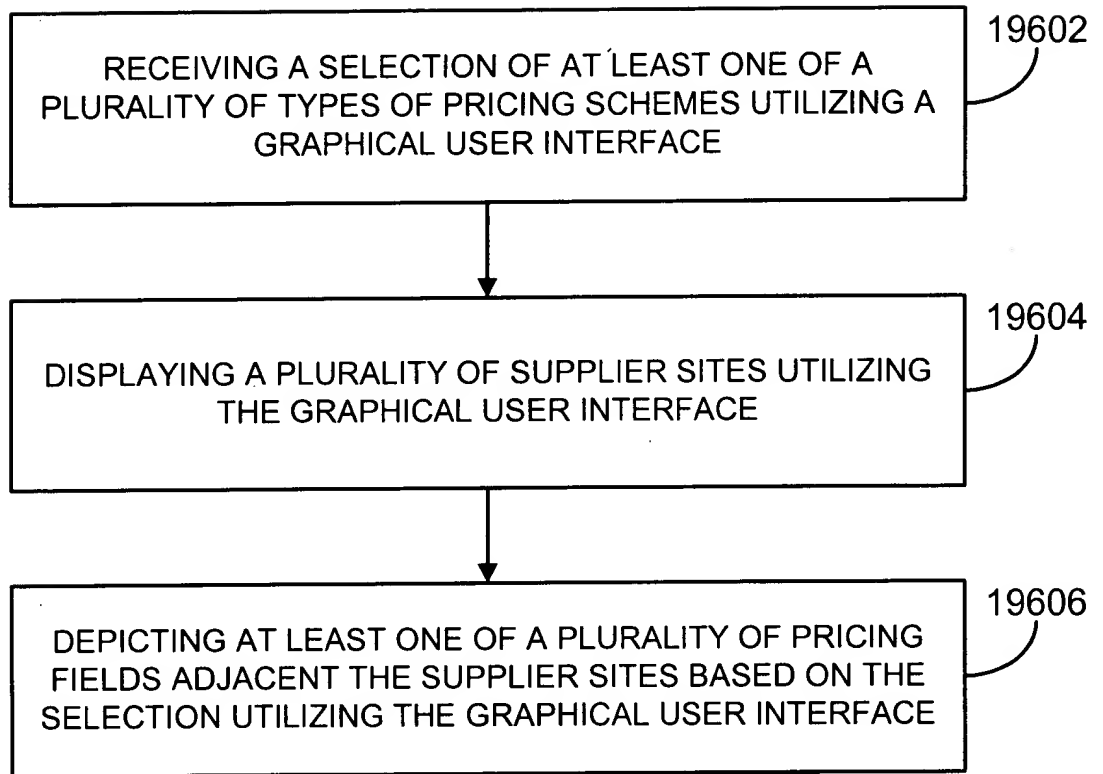 19602
RECEIVING A SELECTION OF AT LEAST ONE OF A
PLURALITY OF TYPES OF PRICING SCHEMES UTILIZING A
GRAPHICAL USER INTERFACE
19604
DISPLAYING A PLURALITY OF SUPPLIER SITES UTILIZING
THE GRAPHICAL USER INTERFACE
19606
DEPICTING AT LEAST ONE OF A PLURALITY OF PRICING
FIELDS ADJACENT THE SUPPLIER SITES BASED ON THE
SELECTION UTILIZING THE GRAPHICAL USER INTERFACE